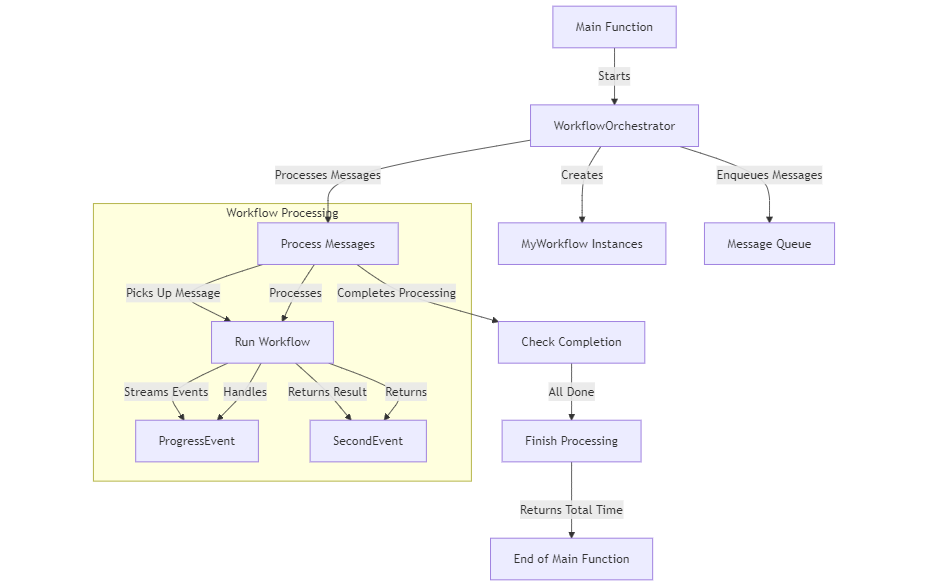 Main Function
Starts
WorkflowOrchestrator
Processes Messages
Creates
Enqueues Messages
Workflow Processing
Process Messages
MyWorkflow Instances
Message Queue
Picks Up Message
Processes
Completes Processing
Run Workflow
Check Completion
Streams Events
Handles
Returns Result
Returns
All Done
ProgressEvent
SecondEvent
Finish Processing
Returns Total Time
End of Main Function